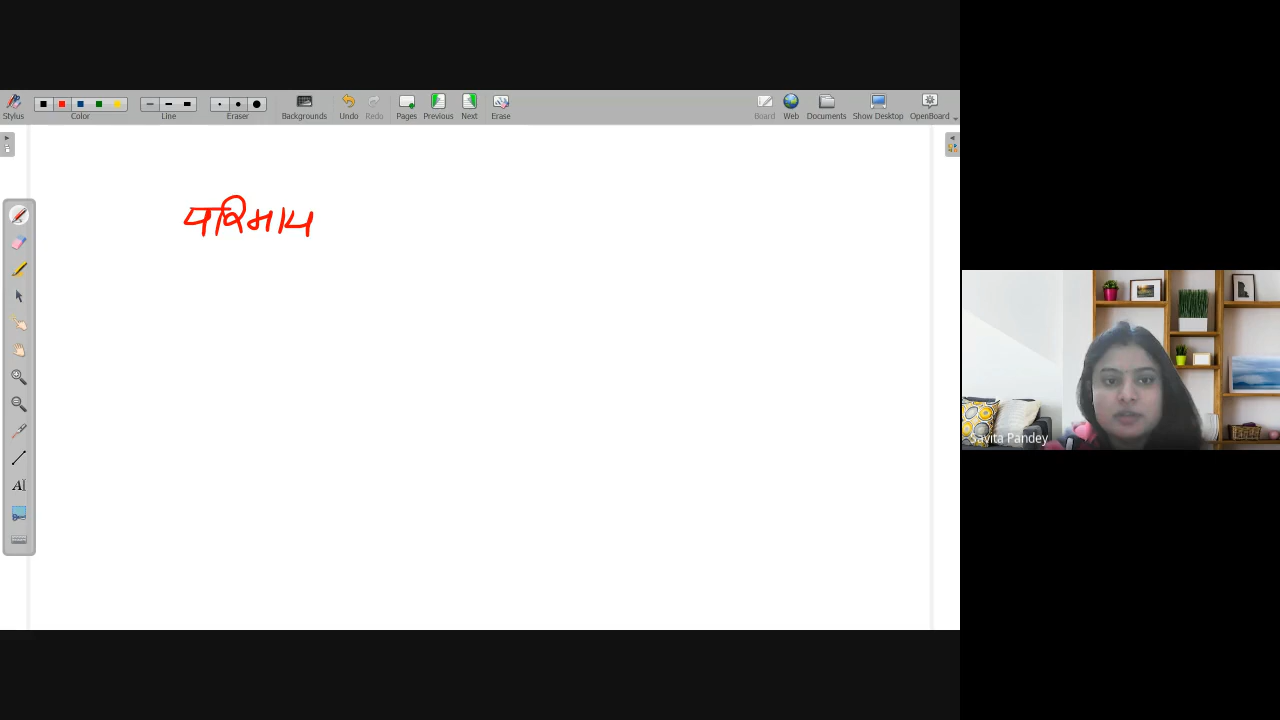 Stylus
Color
Line
Eraser
Backgrounds
Undo
Redo
Pages
Previous
Next
Erase
Board
Web
Documents
Show Desktop
OpenBoard
परिमाप
Savita Pandey